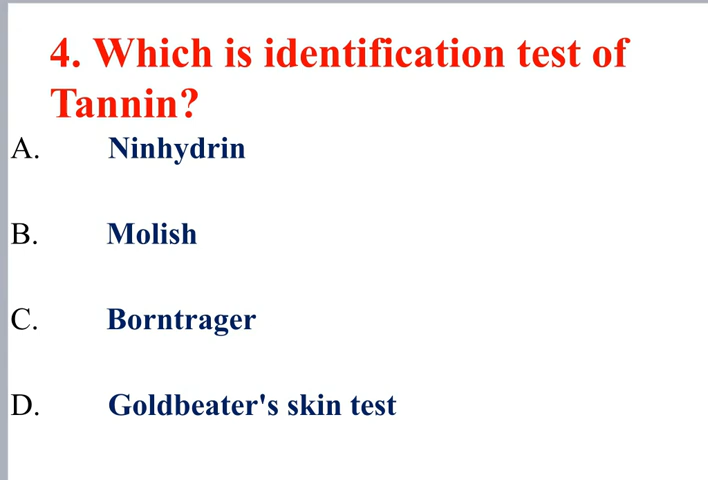 4. Which is identification test of
Tannin?
A. Ninhydrin
B. Molish
C. Borntrager
D. Goldbeater's skin test